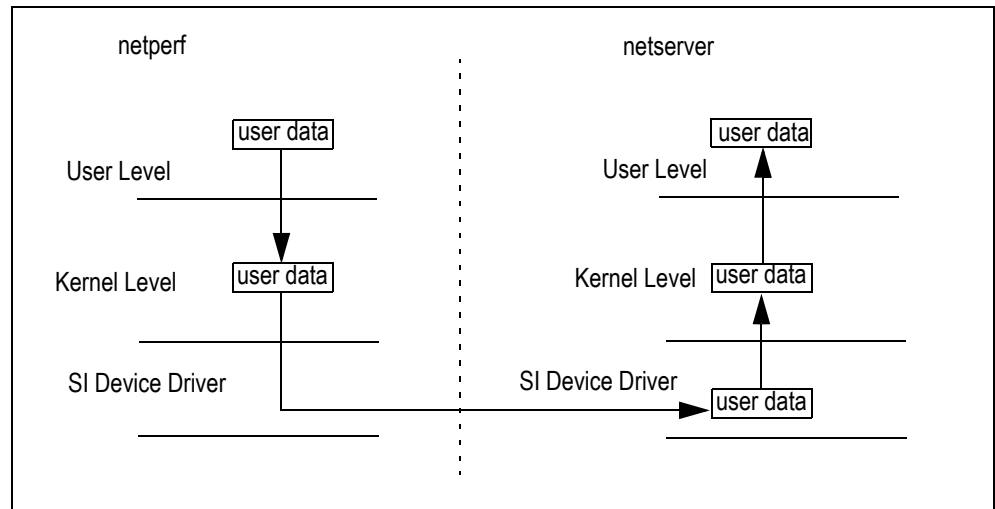 netperf
netserver
user data
User Level
Kernel Level
user data
SI Device Driver
user data
User Level
Kernel Level
user data
SI Device Driver
user data